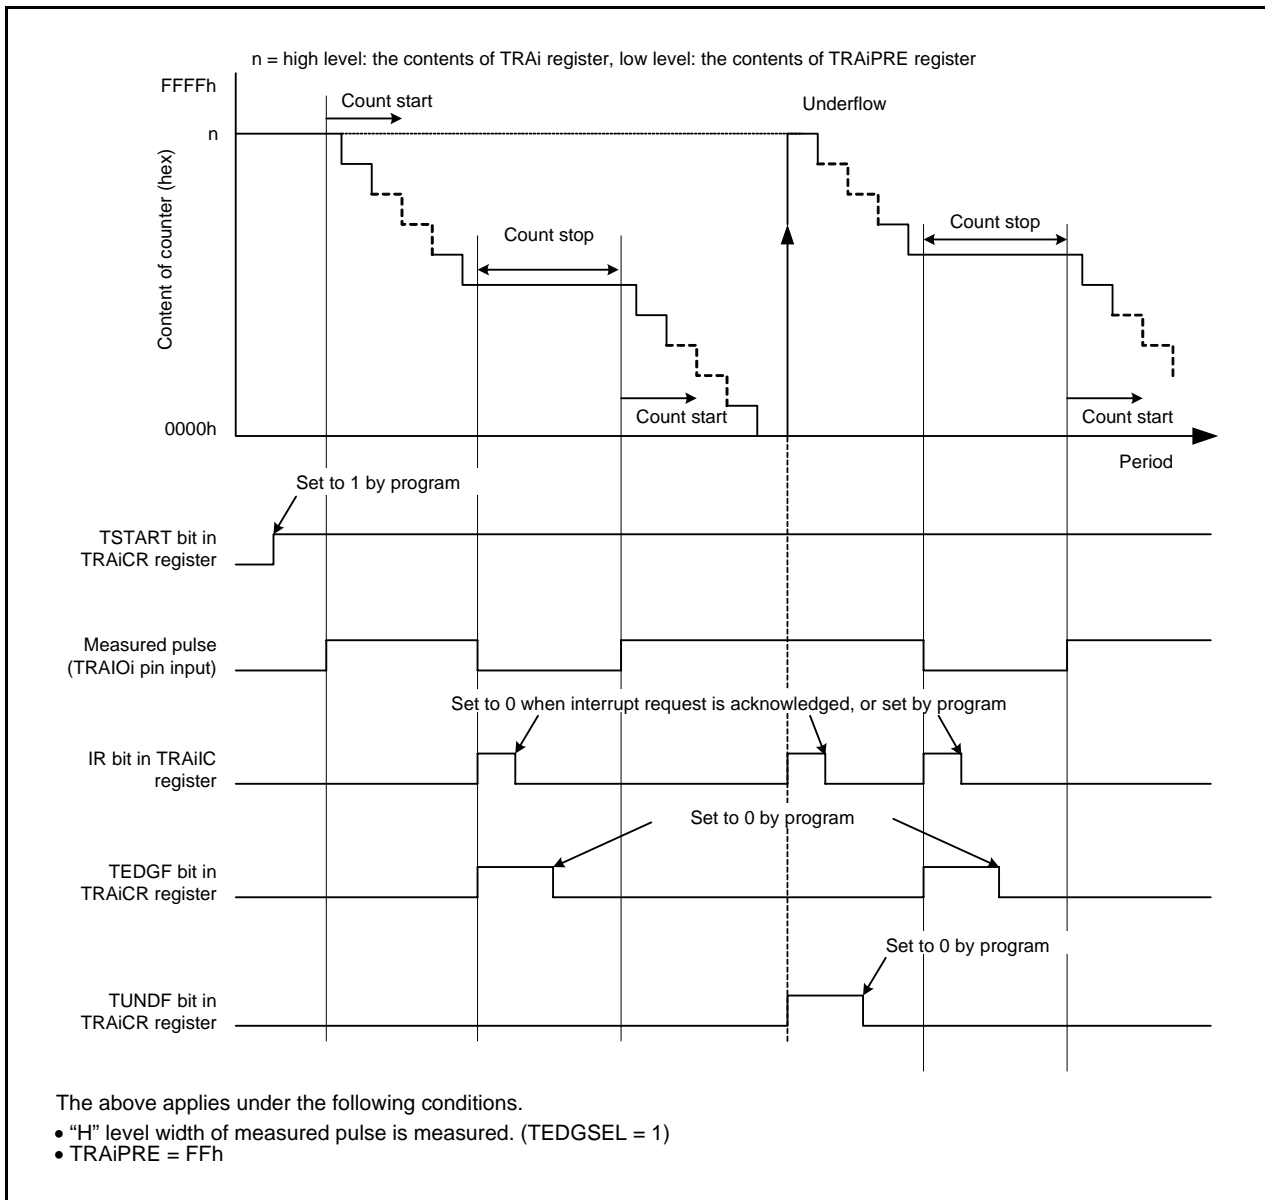 n = high level: the contents of TRAi register, low level: the contents of TRAiPRE register
FFFFh
Count start
Underflow
n
Content of counter (hex)
Count stop
Count stop
Count start
Count start
0000h
Period
Set to 1 by program
TSTART bit in
TRAiCR register
Measured pulse
(TRAIOi pin input)
Set to 0 when interrupt request is acknowledged, or set by program
IR bit in TRAiIC
register
Set to 0 by program
TEDGF bit in
TRAiCR register
Set to 0 by program
TUNDF bit in
TRAiCR register
The above applies under the following conditions.
• “H” level width of measured pulse is measured. (TEDGSEL = 1)
• TRAiPRE = FFh